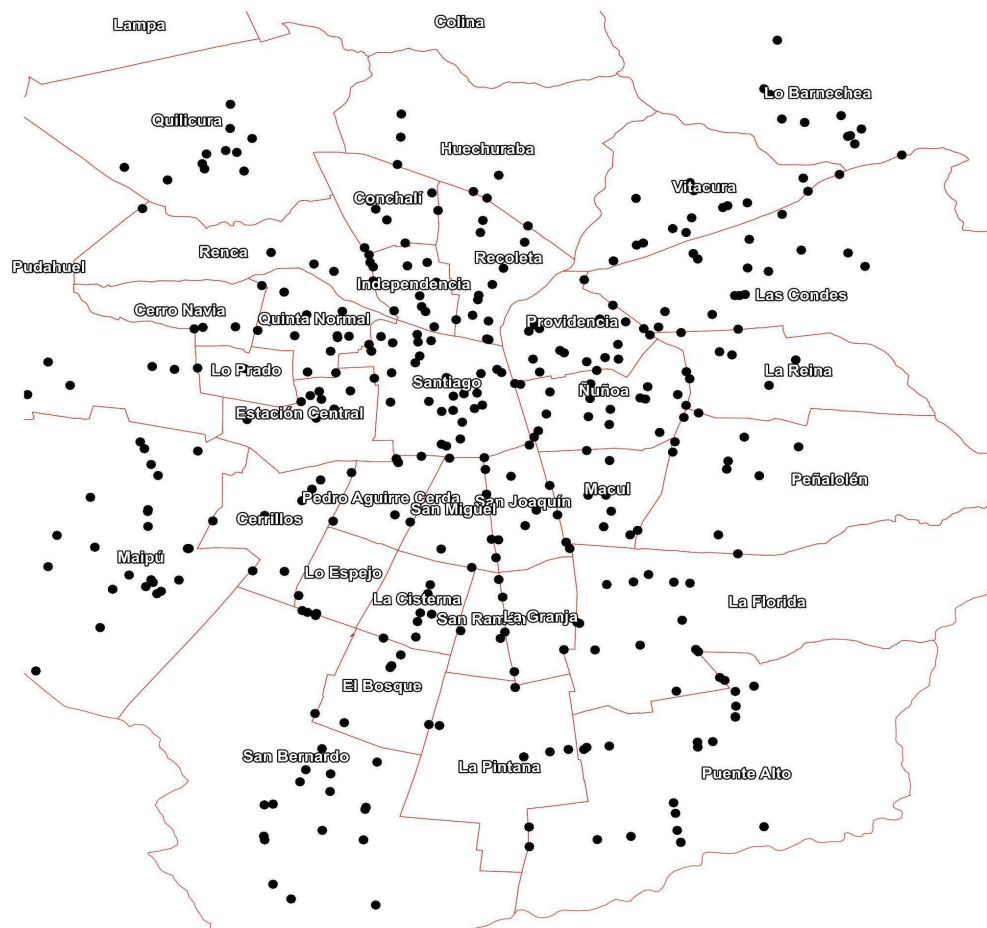 Colina
Lampa
Lo Barnechea
Quilicura
Huechuraba
Vitacura
Conchalí
Renca
Recoleta
Pudahuel
Independencia
Las Condes
Cerro Navia
Quinta Normal
Providencia
Lo Prado
La Reina
Santiago
Ñuñoa
Estación Central
Peñalolén
Macul
Pedro Aguirre Cerda
San Joaquín
San Miguel
Cerrillos
Maipú
Lo Espejo
La Cisterna
La Florida
La Granja
San Ramón
El Bosque
San Bernardo
La Pintana
Puente Alto